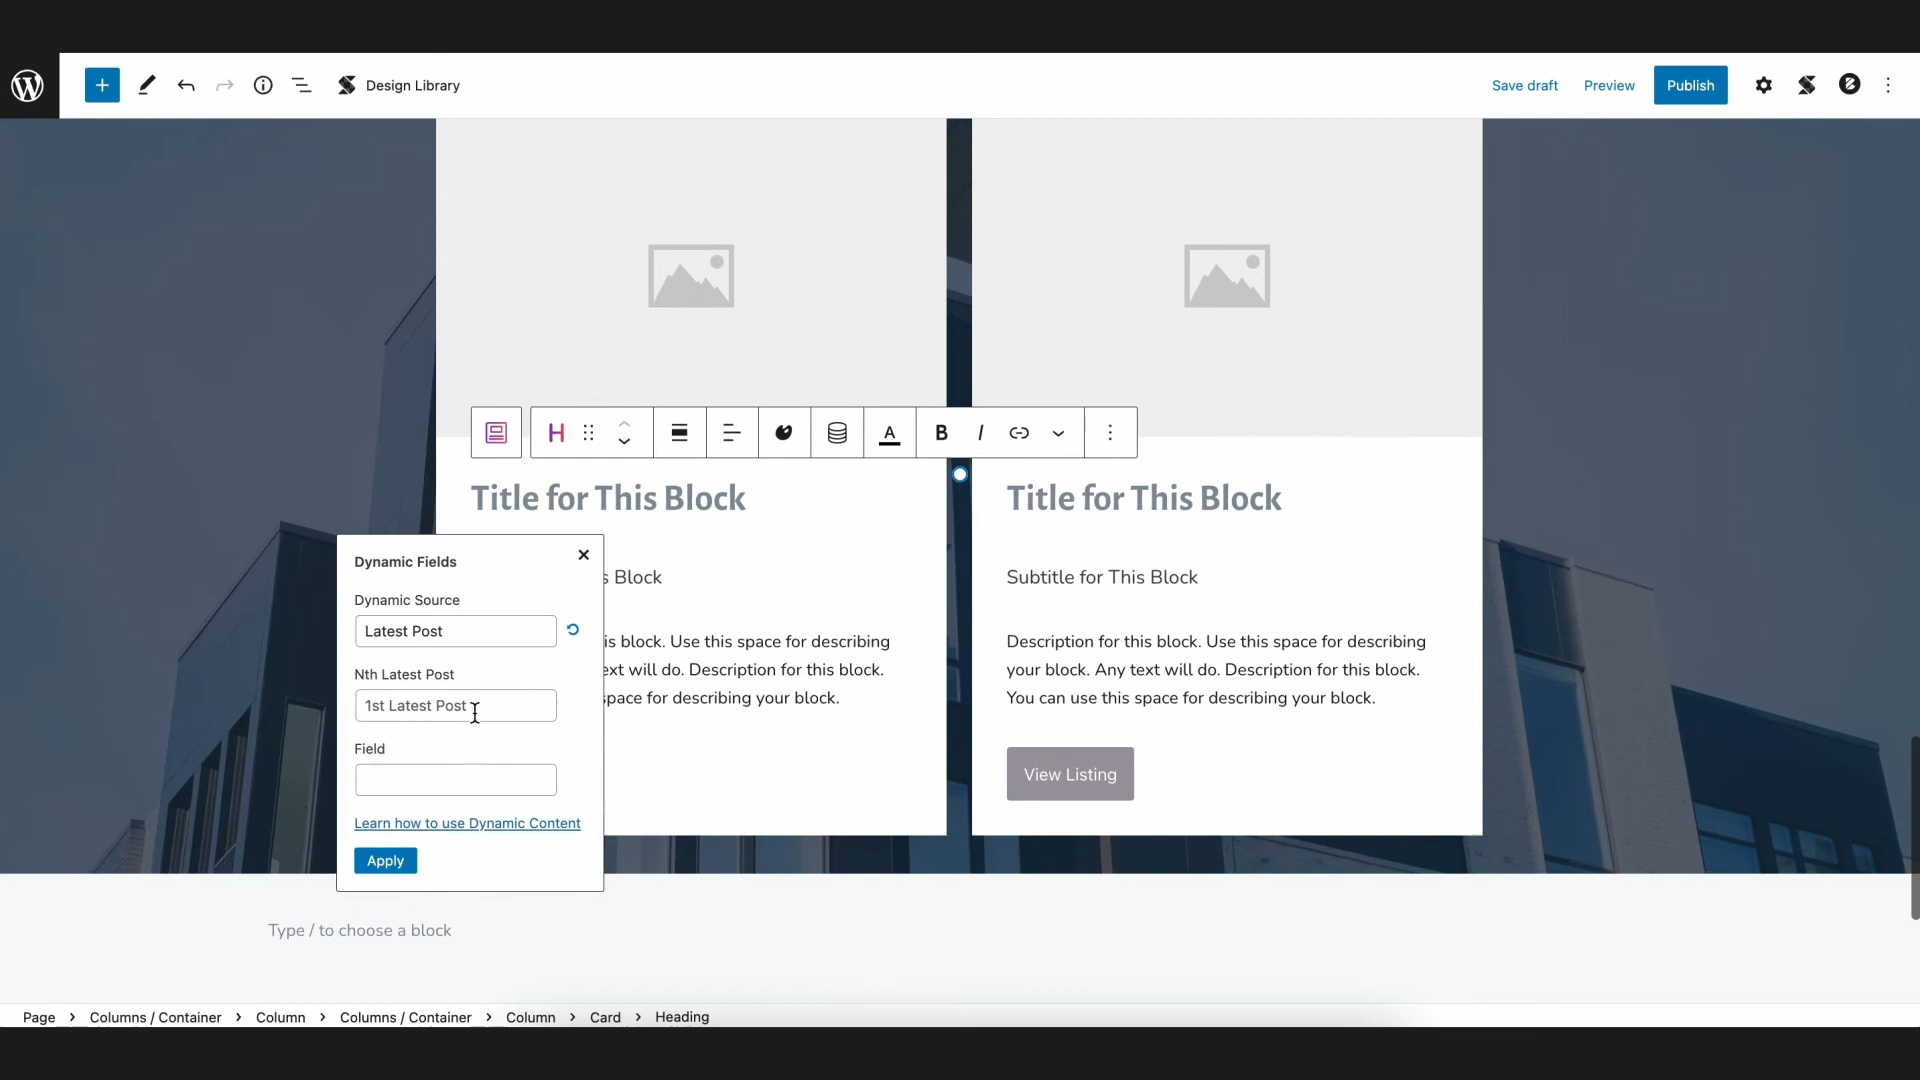 Design Library
Save draft
Preview
Publish
H
A
B
I
Title for This Block
Title for This Block
Dynamic Fields
Dynamic Source
Latest Post
Nth Latest Post
1st Latest Post
Field
Learn how to use Dynamic Content
Apply
s Block
Subtitle for This Block
is block. Use this space for describing
ext will do. Description for this block.
space for describing your block.
Description for this block. Use this space for describing
your block. Any text will do. Description for this block.
You can use this space for describing your block.
View Listing
Type / to choose a block
Page > Columns / Container > Column > Columns / Container > Column > Card > Heading